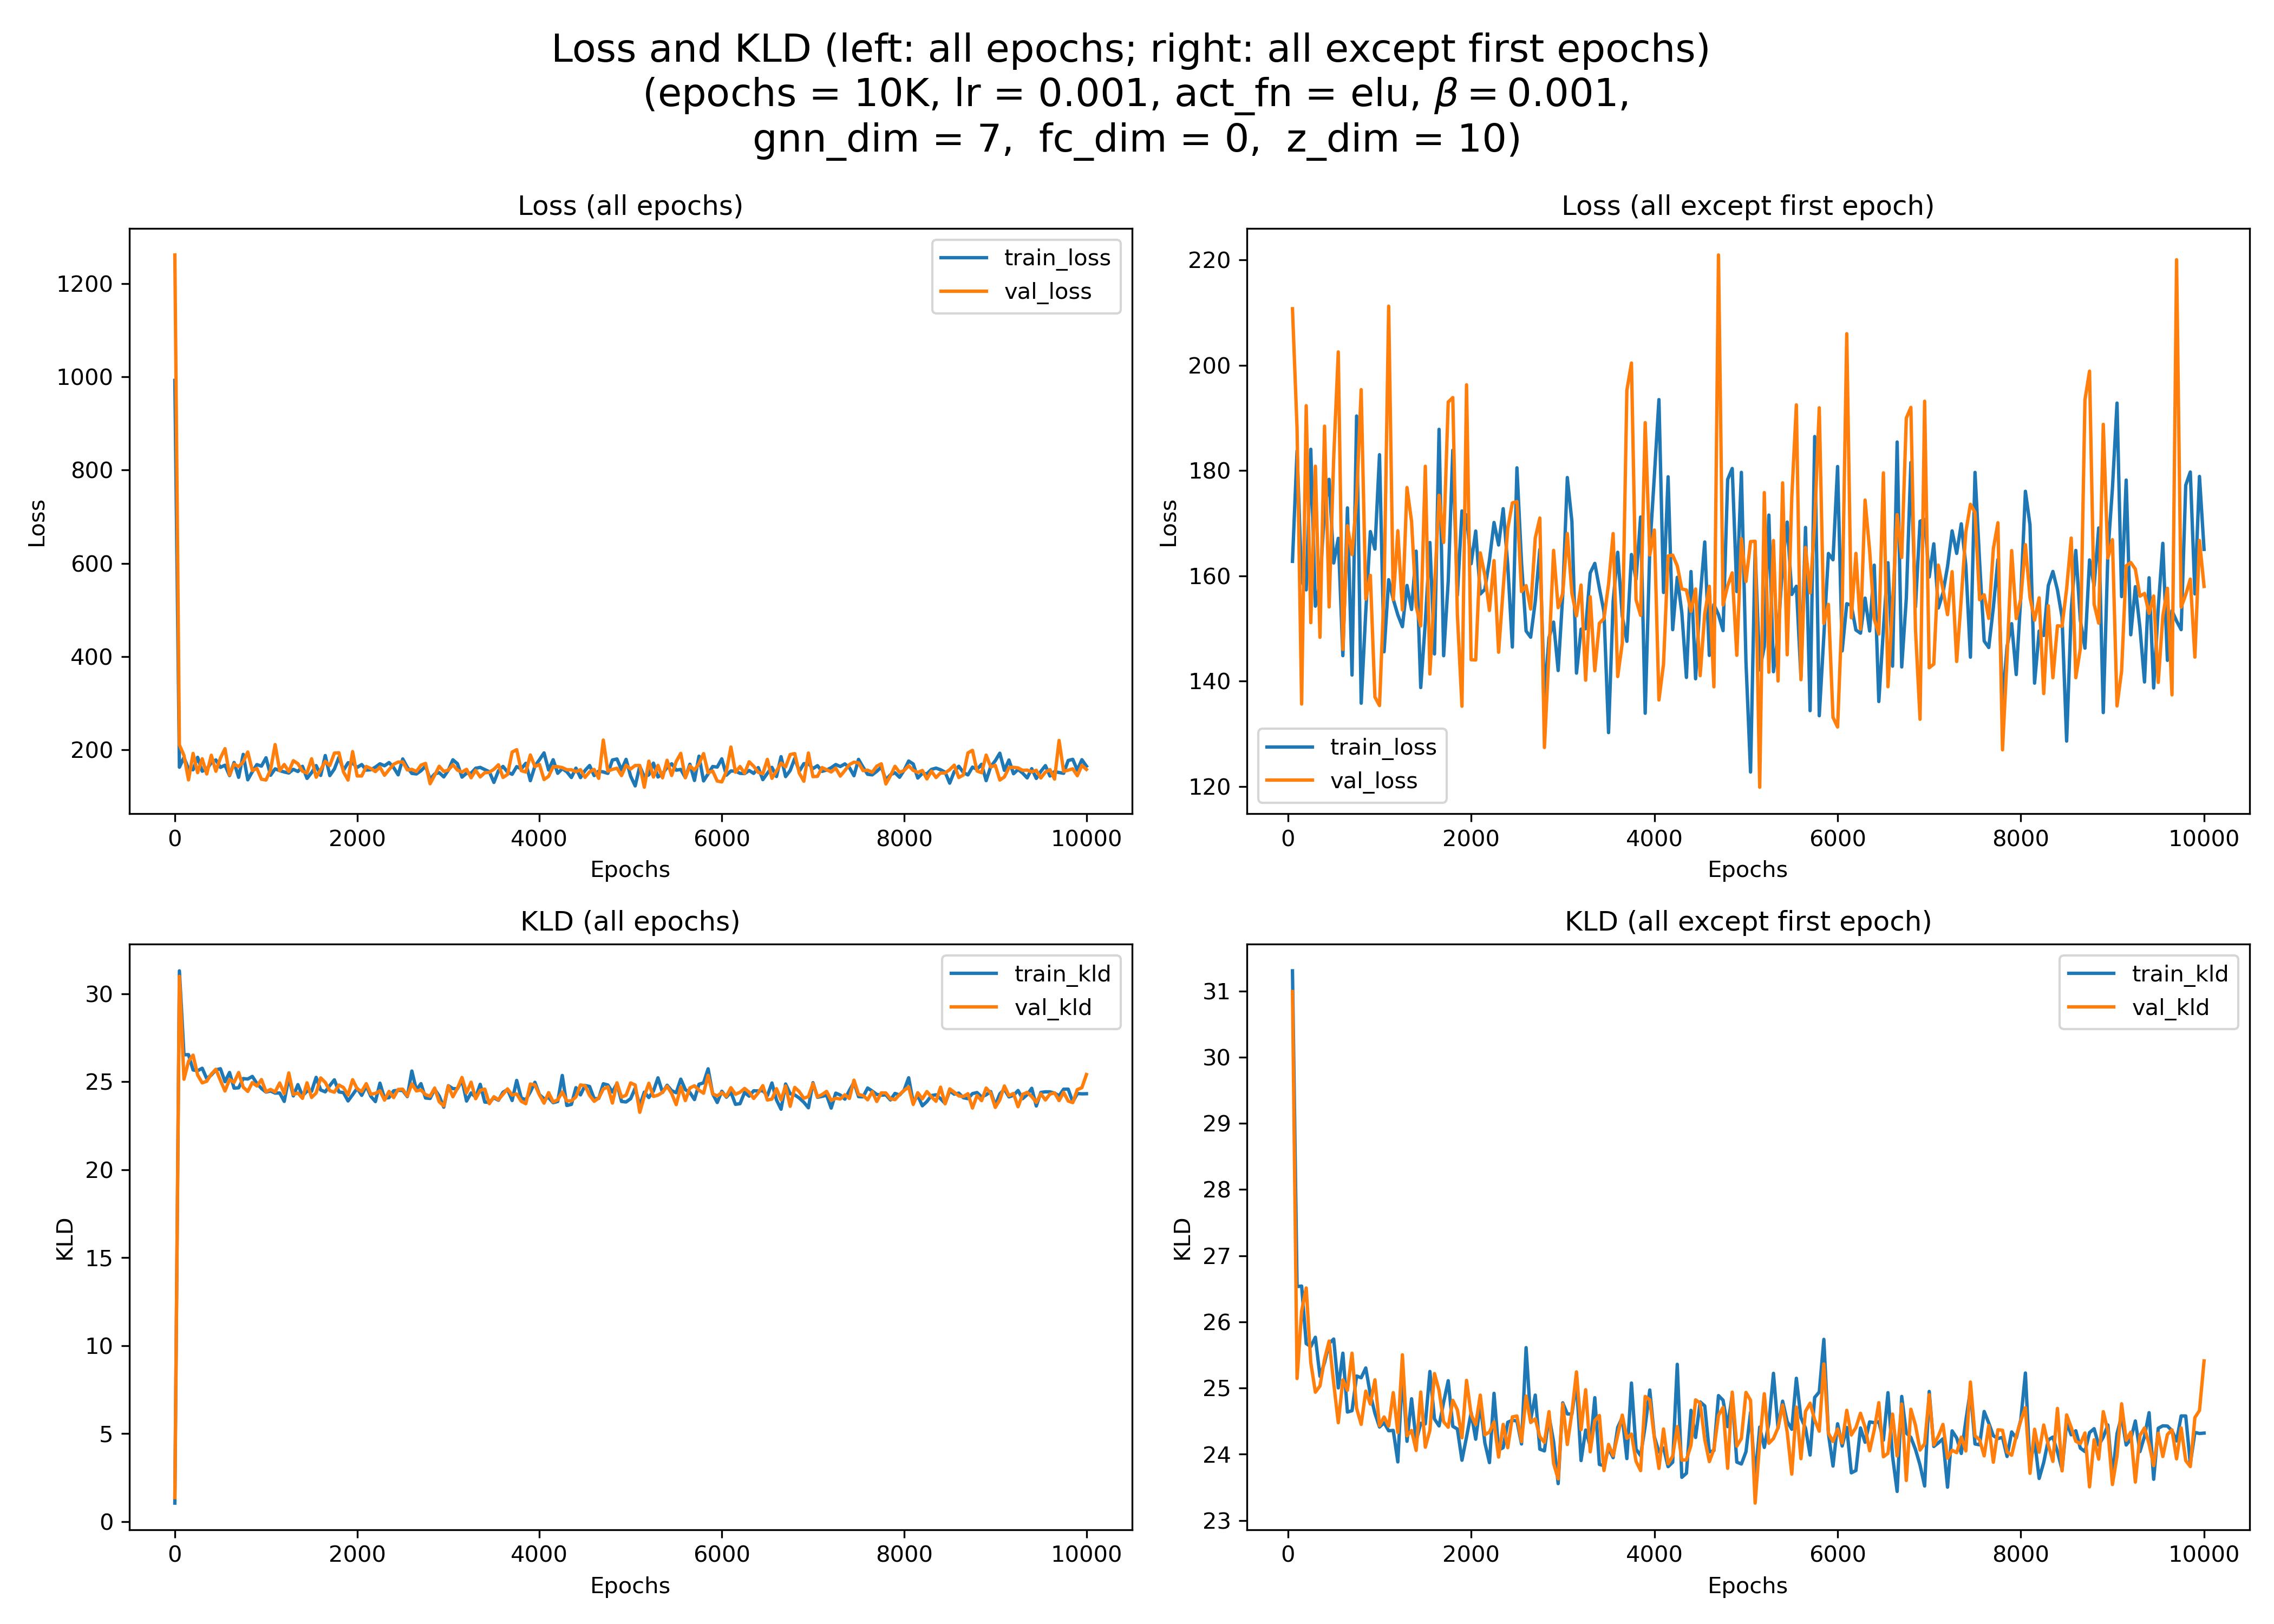 Loss and KLD (left: all epochs; right: all except first epochs)
(epochs = 10K, lr = 0.001, act_fn = elu, β = 0.001,
gnn_dim = 7,  fc_dim = 0,  z_dim = 10)
Loss (all epochs)
Loss
1200
1000
800
600
400
200
train_loss
val_loss
0 2000 4000 6000 8000 10000
Epochs
Loss (all except first epoch)
Loss
220
200
180
160
140
120
train_loss
val_loss
0 2000 4000 6000 8000 10000
Epochs
KLD (all epochs)
KLD
30
25
20
15
10
5
0
train_kld
val_kld
0 2000 4000 6000 8000 10000
Epochs
KLD (all except first epoch)
KLD
31
30
29
28
27
26
25
24
23
train_kld
val_kld
0 2000 4000 6000 8000 10000
Epochs